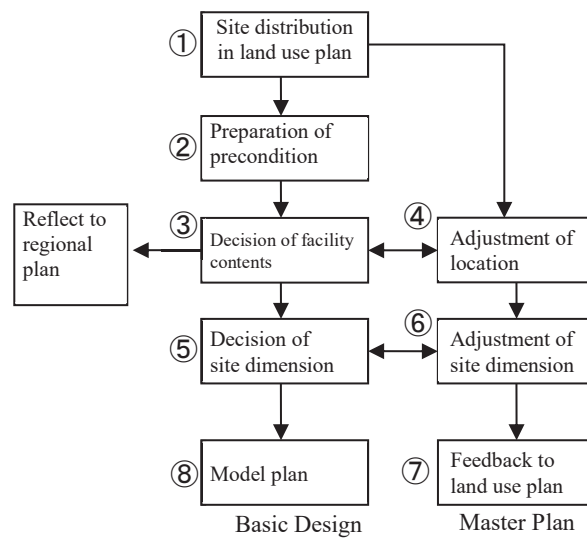 ①
Site distribution
in land use plan
②
Preparation of
precondition
Reflect to
regional
plan
③
Decision of facility
contents
④
Adjustment of
location
⑤
Decision of
site dimension
⑥
Adjustment of
site dimension
⑧
Model plan
⑦
Feedback to
land use plan
Basic Design
Master Plan